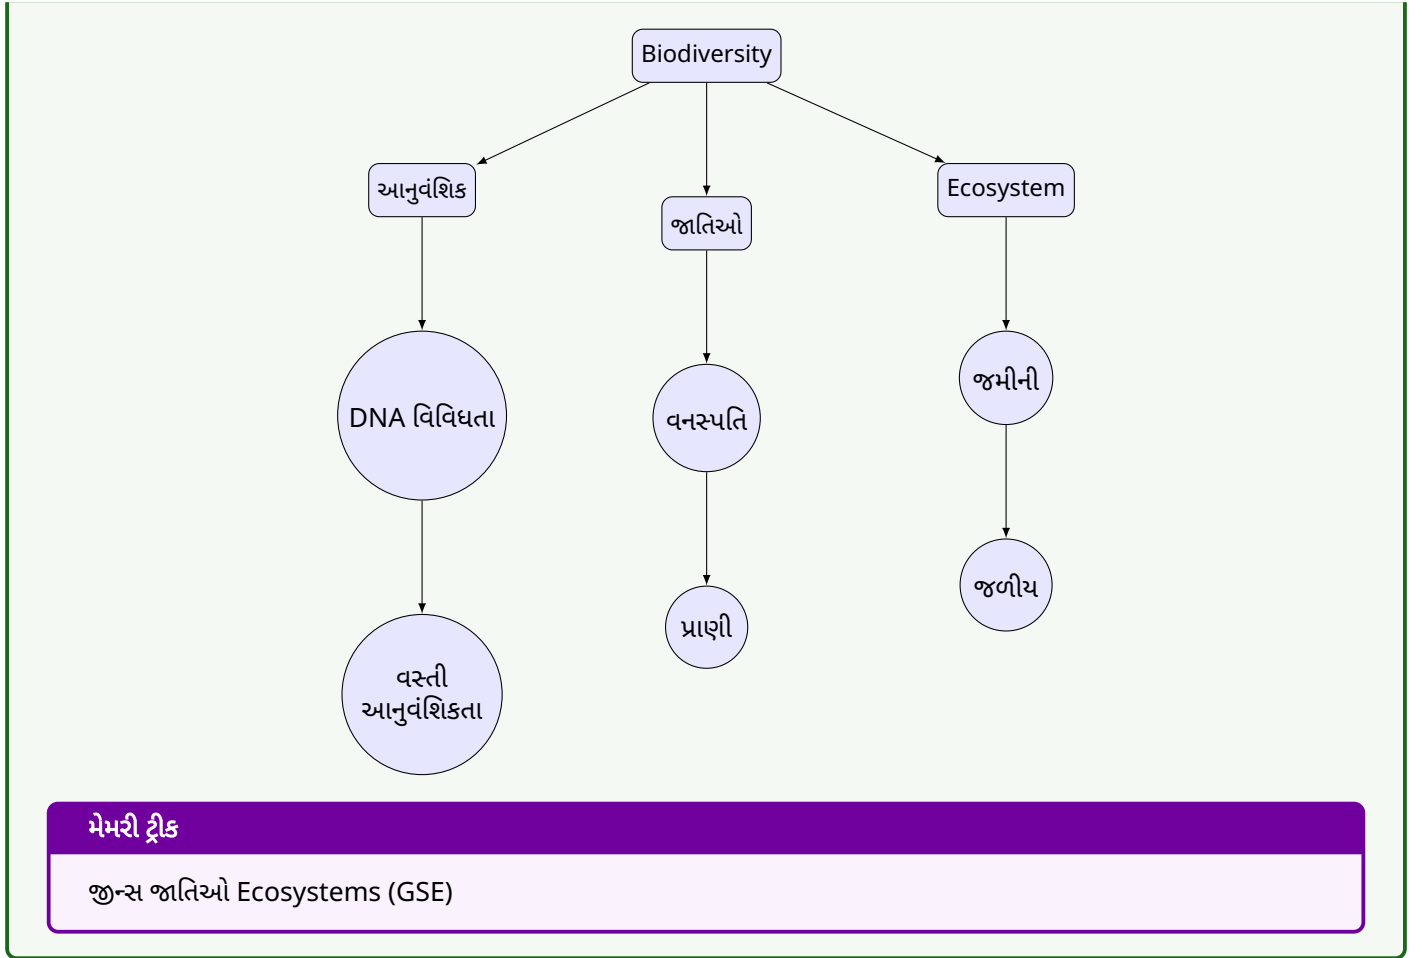 Biodiversity
આનુવંશિક
જાતિઓ
Ecosystem
DNA વિવિધતા
વનસ્પતિ
જમીની
વસ્તી
આનુવંશિકતા
પ્રાણી
જળીય
મેમરી ટ્રીક
જીન્સ જાતિઓ Ecosystems (GSE)